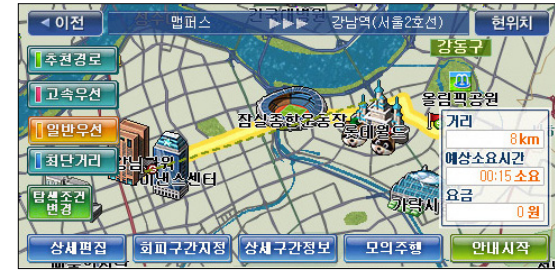 ◀ 이전
맵퍼스
▶▶▶
강남역(서울2호선)
현위치
강동구
추천경로
고속우선
일반우선
최단거리
탐색조건
변경
올림픽공원
잠실종합운동장
롯데월드
거리
8km
예상소요시간
00:15 소요
요금
0 원
가락시
상세편집
회피구간지정
상세구간정보
모의주행
안내시작